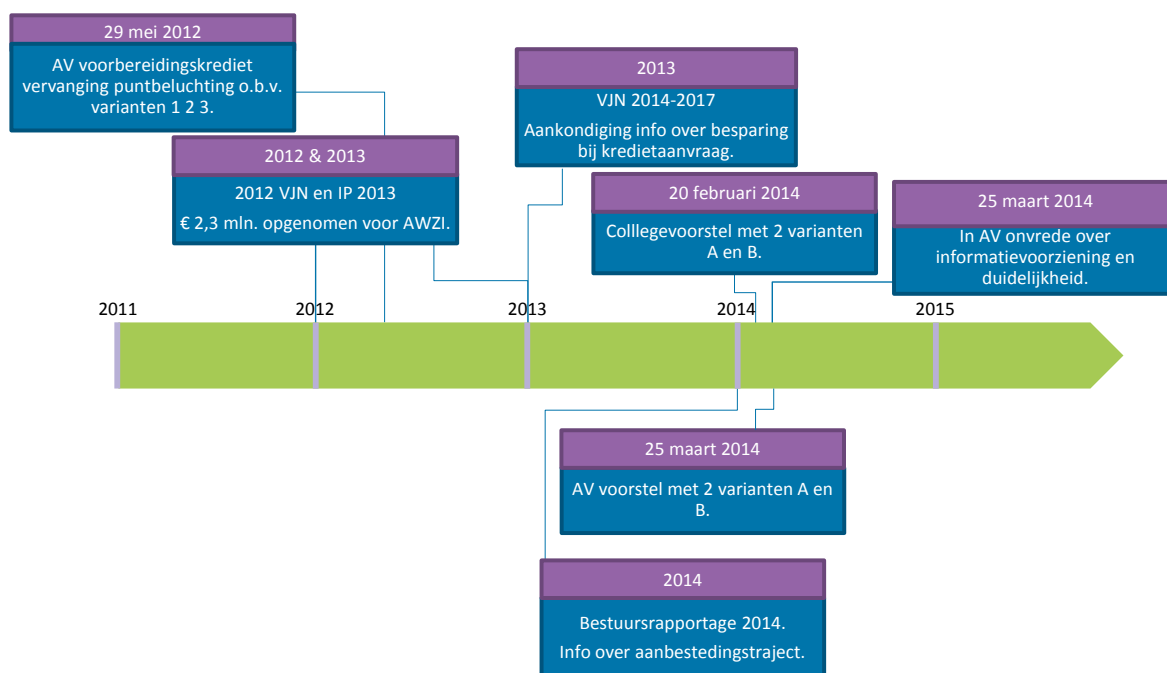 29 mei 2012
AV voorbereidingskrediet
vervanging puntbeluchting o.b.v.
varianten 1 2 3.
2012 & 2013
2012 VJN en IP 2013
€ 2,3 mln. opgenomen voor AWZI.
2013
VJN 2014-2017
Aankondiging info over besparing
bij kredietaanvraag.
20 februari 2014
Colllegevoorstel met 2 varianten
A en B.
25 maart 2014
In AV onvrede over
informatievoorziening en
duidelijkheid.
2011
2012
2013
2014
2015
25 maart 2014
AV voorstel met 2 varianten A en
B.
2014
Bestuursrapportage 2014.
Info over aanbestedingstraject.